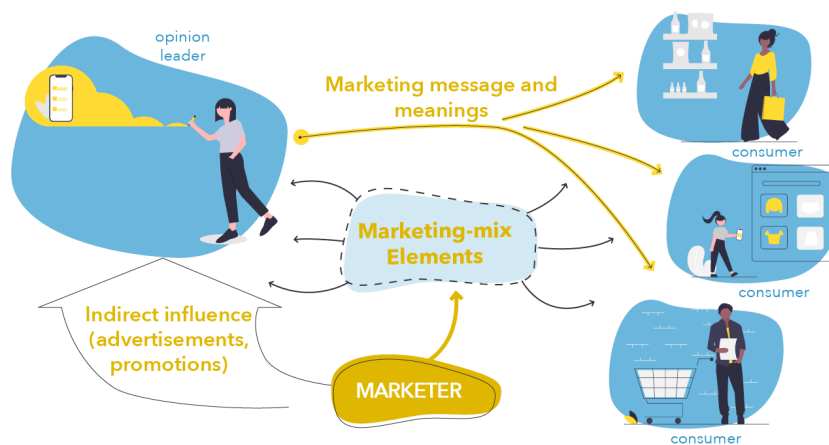 opinion
leader
Marketing message and
meanings
consumer
Marketing-mix
Elements
consumer
Indirect influence
(advertisements,
promotions)
MARKETER
consumer